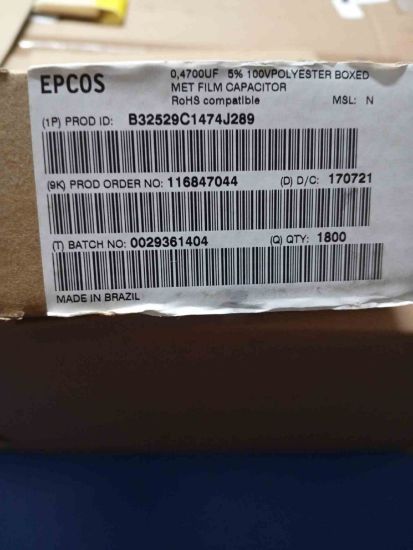 EPCOS
0,4700UF 5% 100VPOLYESTER BOXED
MET FILM CAPACITOR
RoHS compatible MSL: N
(1P) PROD ID: B32529C1474J289
(9K) PROD ORDER NO: 116847044 (D) D/C: 170721
(T) BATCH NO: 0029361404 (Q) QTY: 1800
MADE IN BRAZIL